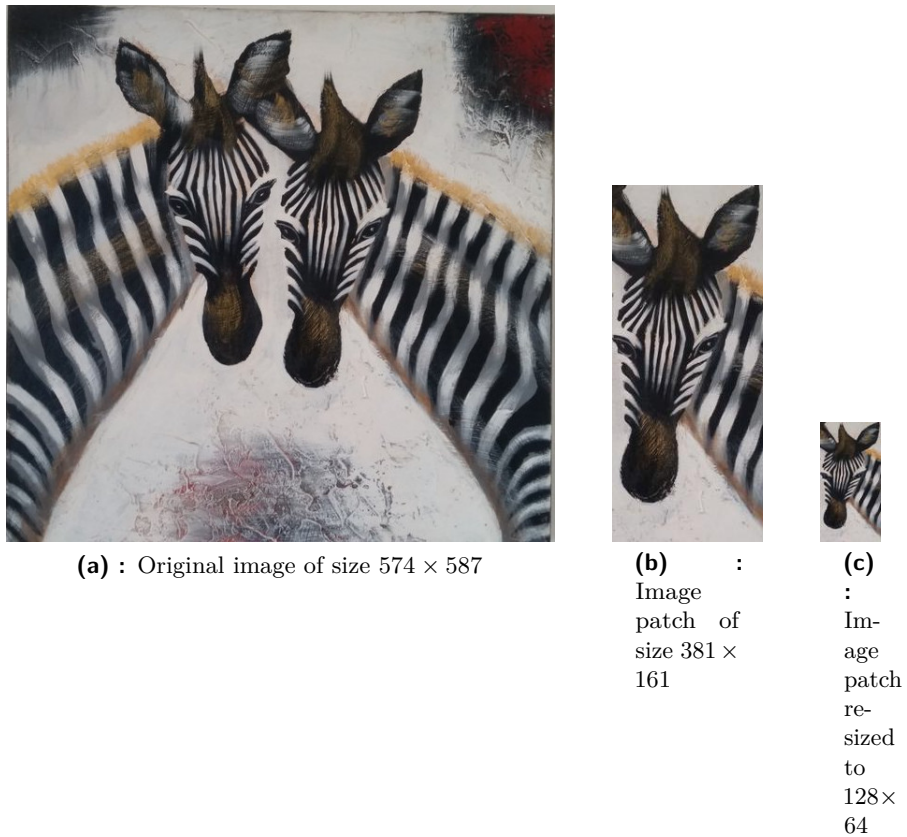 (a) : Original image of size 574 × 587
(b) :
Image
patch of
size 381 ×
161
(c)
:
Im-
age
patch
re-
sized
to
128×
64